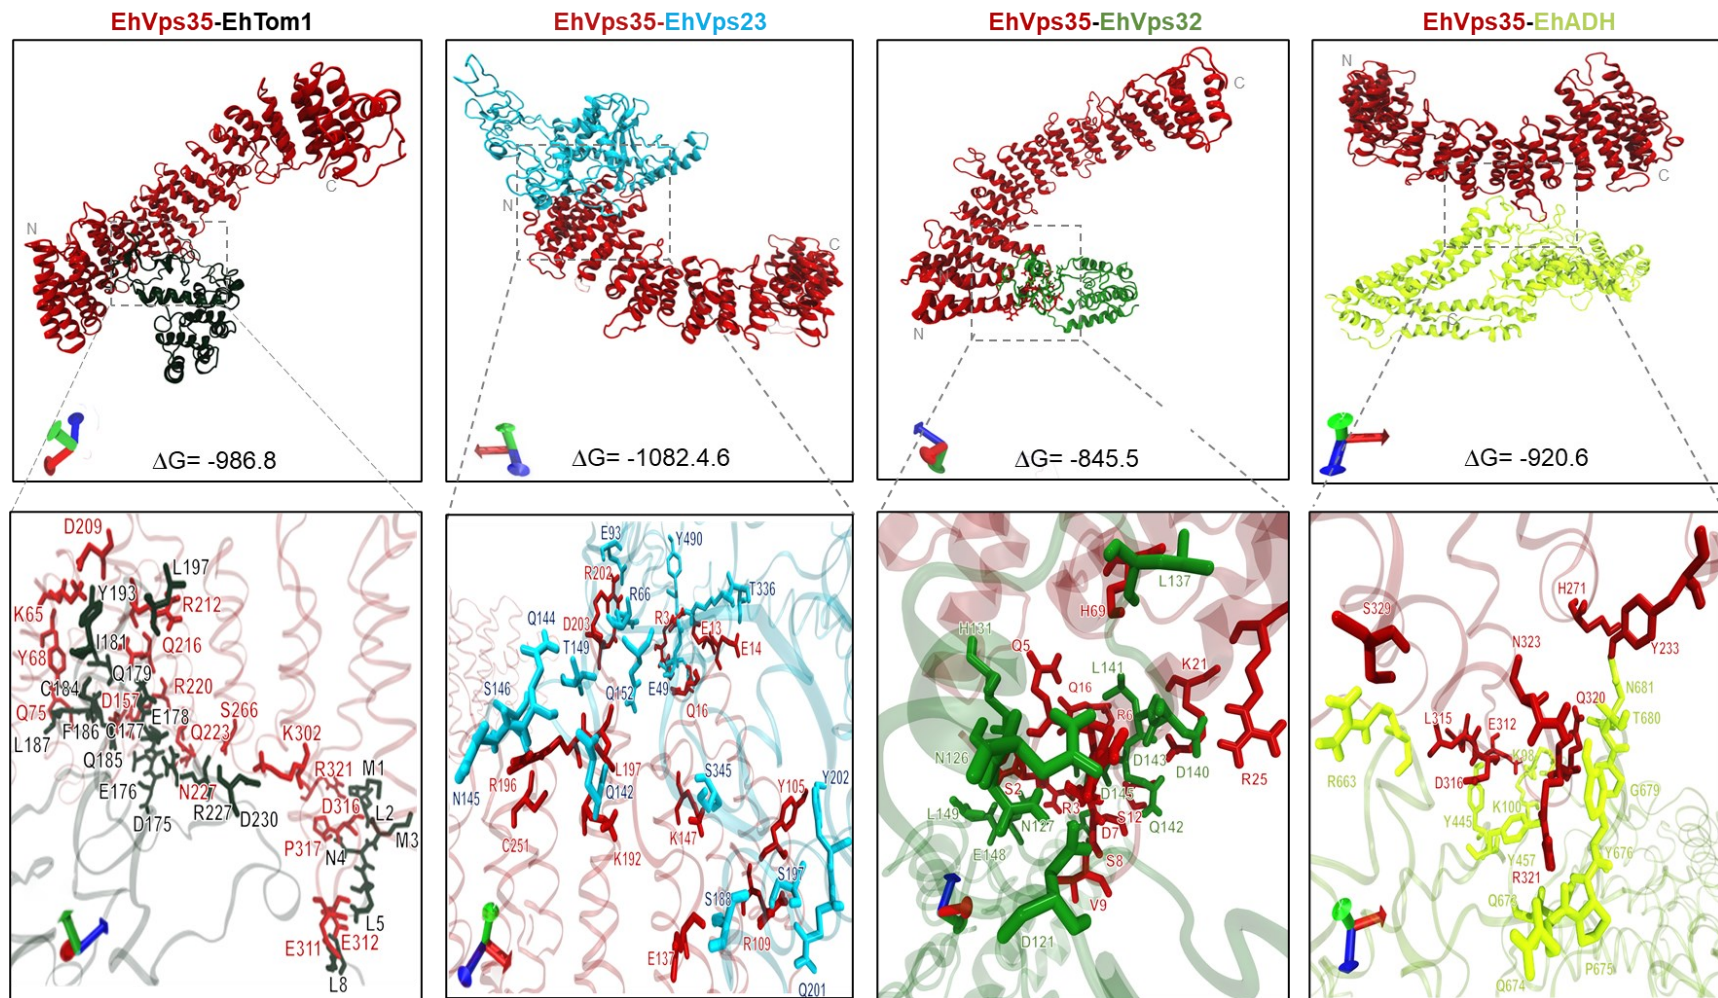 EhVps35-EhTom1
EhVps35-EhVps23
EhVps35-EhVps32
EhVps35-EhADH
N
C
ΔG= -986.8
N
C
ΔG= -1082.4.6
N
C
ΔG= -845.5
N
C
C
ΔG= -920.6
D209
L197
Y193
K65
R212
I181
Q216
Y68
Q179
C184
D157
R220
Q75
E178
S266
F186
C177
Q223
L187
K302
Q185
R321
M1
E176
N227
D316
L2
R227
D230
M3
D175
P317
N4
L5
E311
E312
L8
E93
Y490
R202
R66
T336
Q144
R3
D203
E13
T149
E14
S146
Q152
E49
Q16
L197
S345
Y105
Y202
R196
Q142
N145
K147
C251
K192
S197
S188
R109
E137
Q201
L137
H69
H131
Q5
L141
K21
Q16
R6
N126
D143
D140
R25
S2
D145
L149
R3
S12
N127
D7
Q142
E148
S8
V9
D121
S329
H271
N323
Y233
N681
Q320
L315
E312
T680
K98
R663
D316
G679
K100
Y445
Y457
Y676
R321
Q674
P675